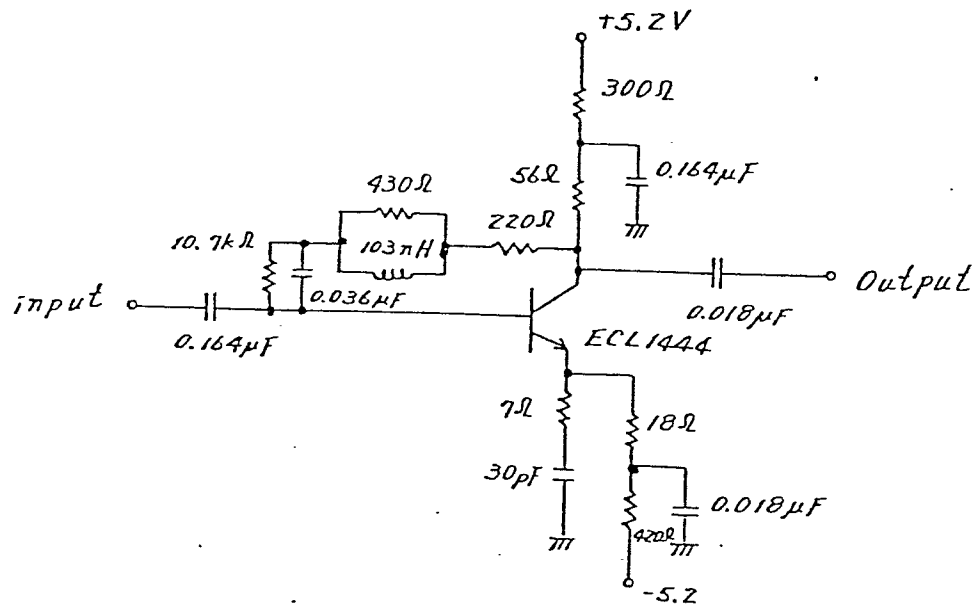 +5.2V
300Ω
0.164μF
56Ω
430Ω
220Ω
10.7kΩ
103nH
0.036μF
input
Output
0.164μF
0.018μF
ECL1444
7Ω
18Ω
30pF
0.018μF
420Ω
-5.2